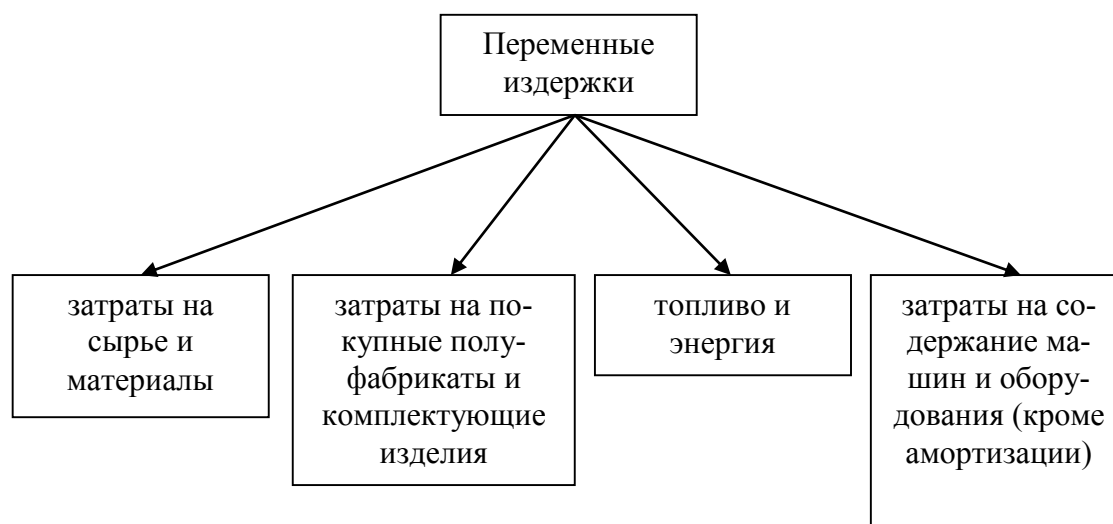 Переменные
издержки
затраты на
сырье и
материалы
затраты на по-
купные полу-
фабрикаты и
комплектующие
изделия
топливо и
энергия
затраты на со-
держание ма-
шин и обору-
дования (кроме
амортизации)